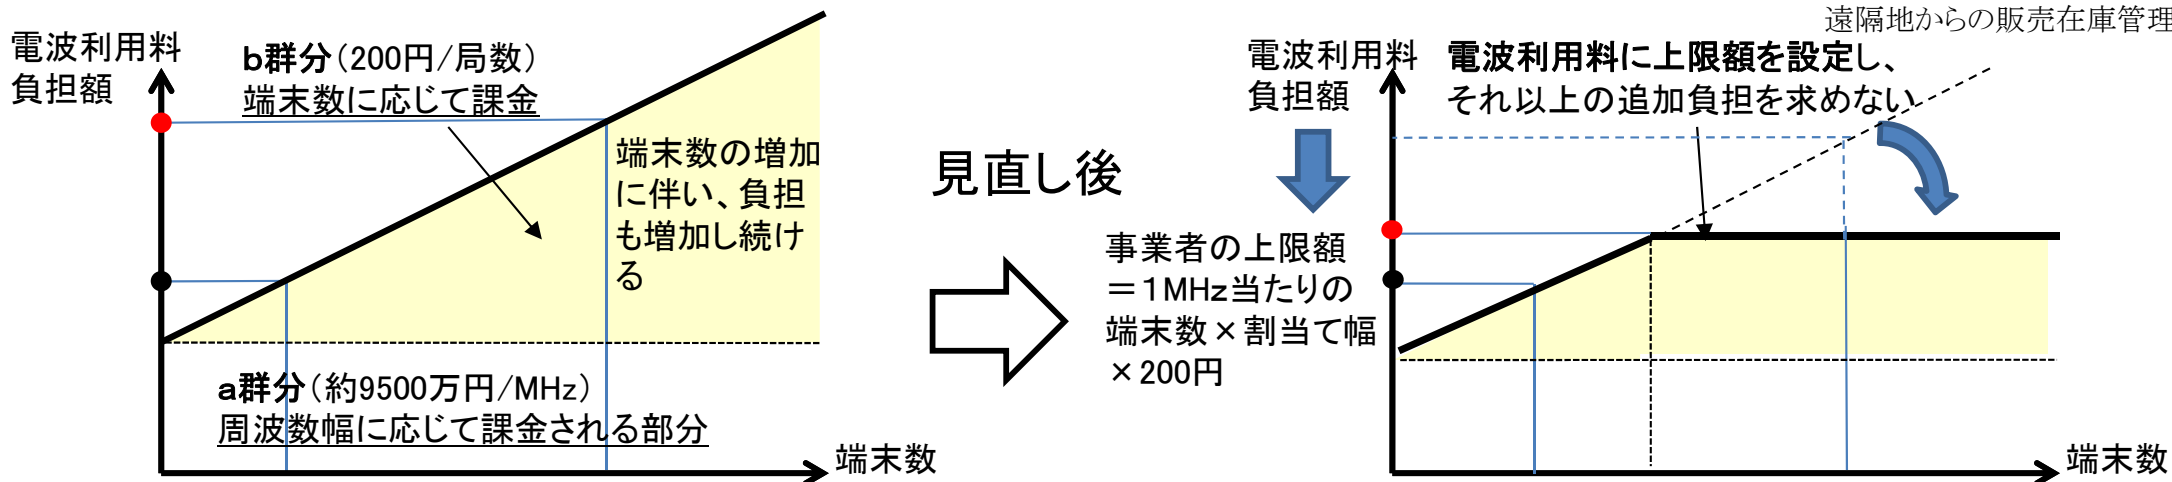 電波利用料
負担額
b群分（200円/局数）
端末数に応じて課金
端末数の増加
に伴い、負担
も増加し続け
る
a群分（約9500万円/MHz）
周波数幅に応じて課金される部分
端末数
見直し後
遠隔地からの販売在庫管理
電波利用料
負担額
電波利用料に上限額を設定し、
それ以上の追加負担を求めない
事業者の上限額
＝1MHz当たりの
端末数×割当て幅
×200円
端末数